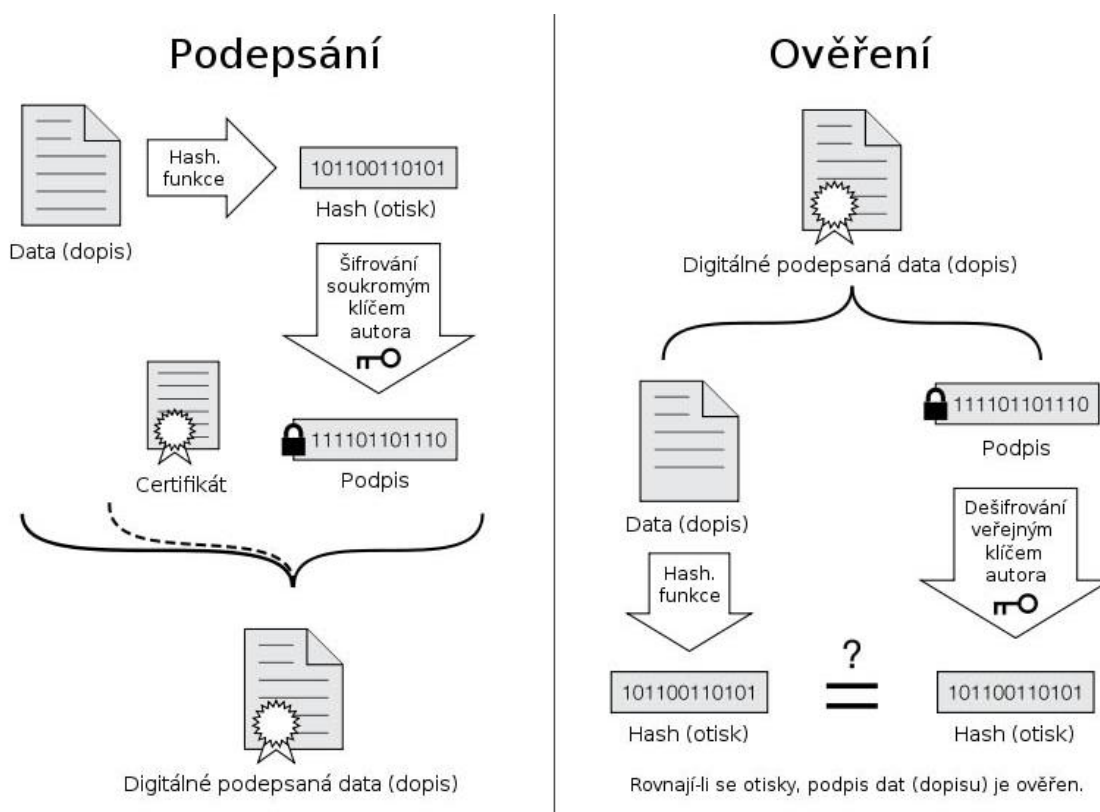 Podepsání
Hash.
funkce
101100110101
Hash (otisk)
Data (dopis)
Šifrování
soukromým
klíčem
autora
111101101110
Certifikát
Podpis
Digitálné podepsaná data (dopis)
Ověření
Digitálné podepsaná data (dopis)
111101101110
Podpis
Data (dopis)
Hash.
funkce
Dešifrování
veřejným
klíčem
autora
101100110101
?
=
101100110101
Hash (otisk)
Hash (otisk)
Rovnají-li se otisky, podpis dat (dopisu) je ověřen.